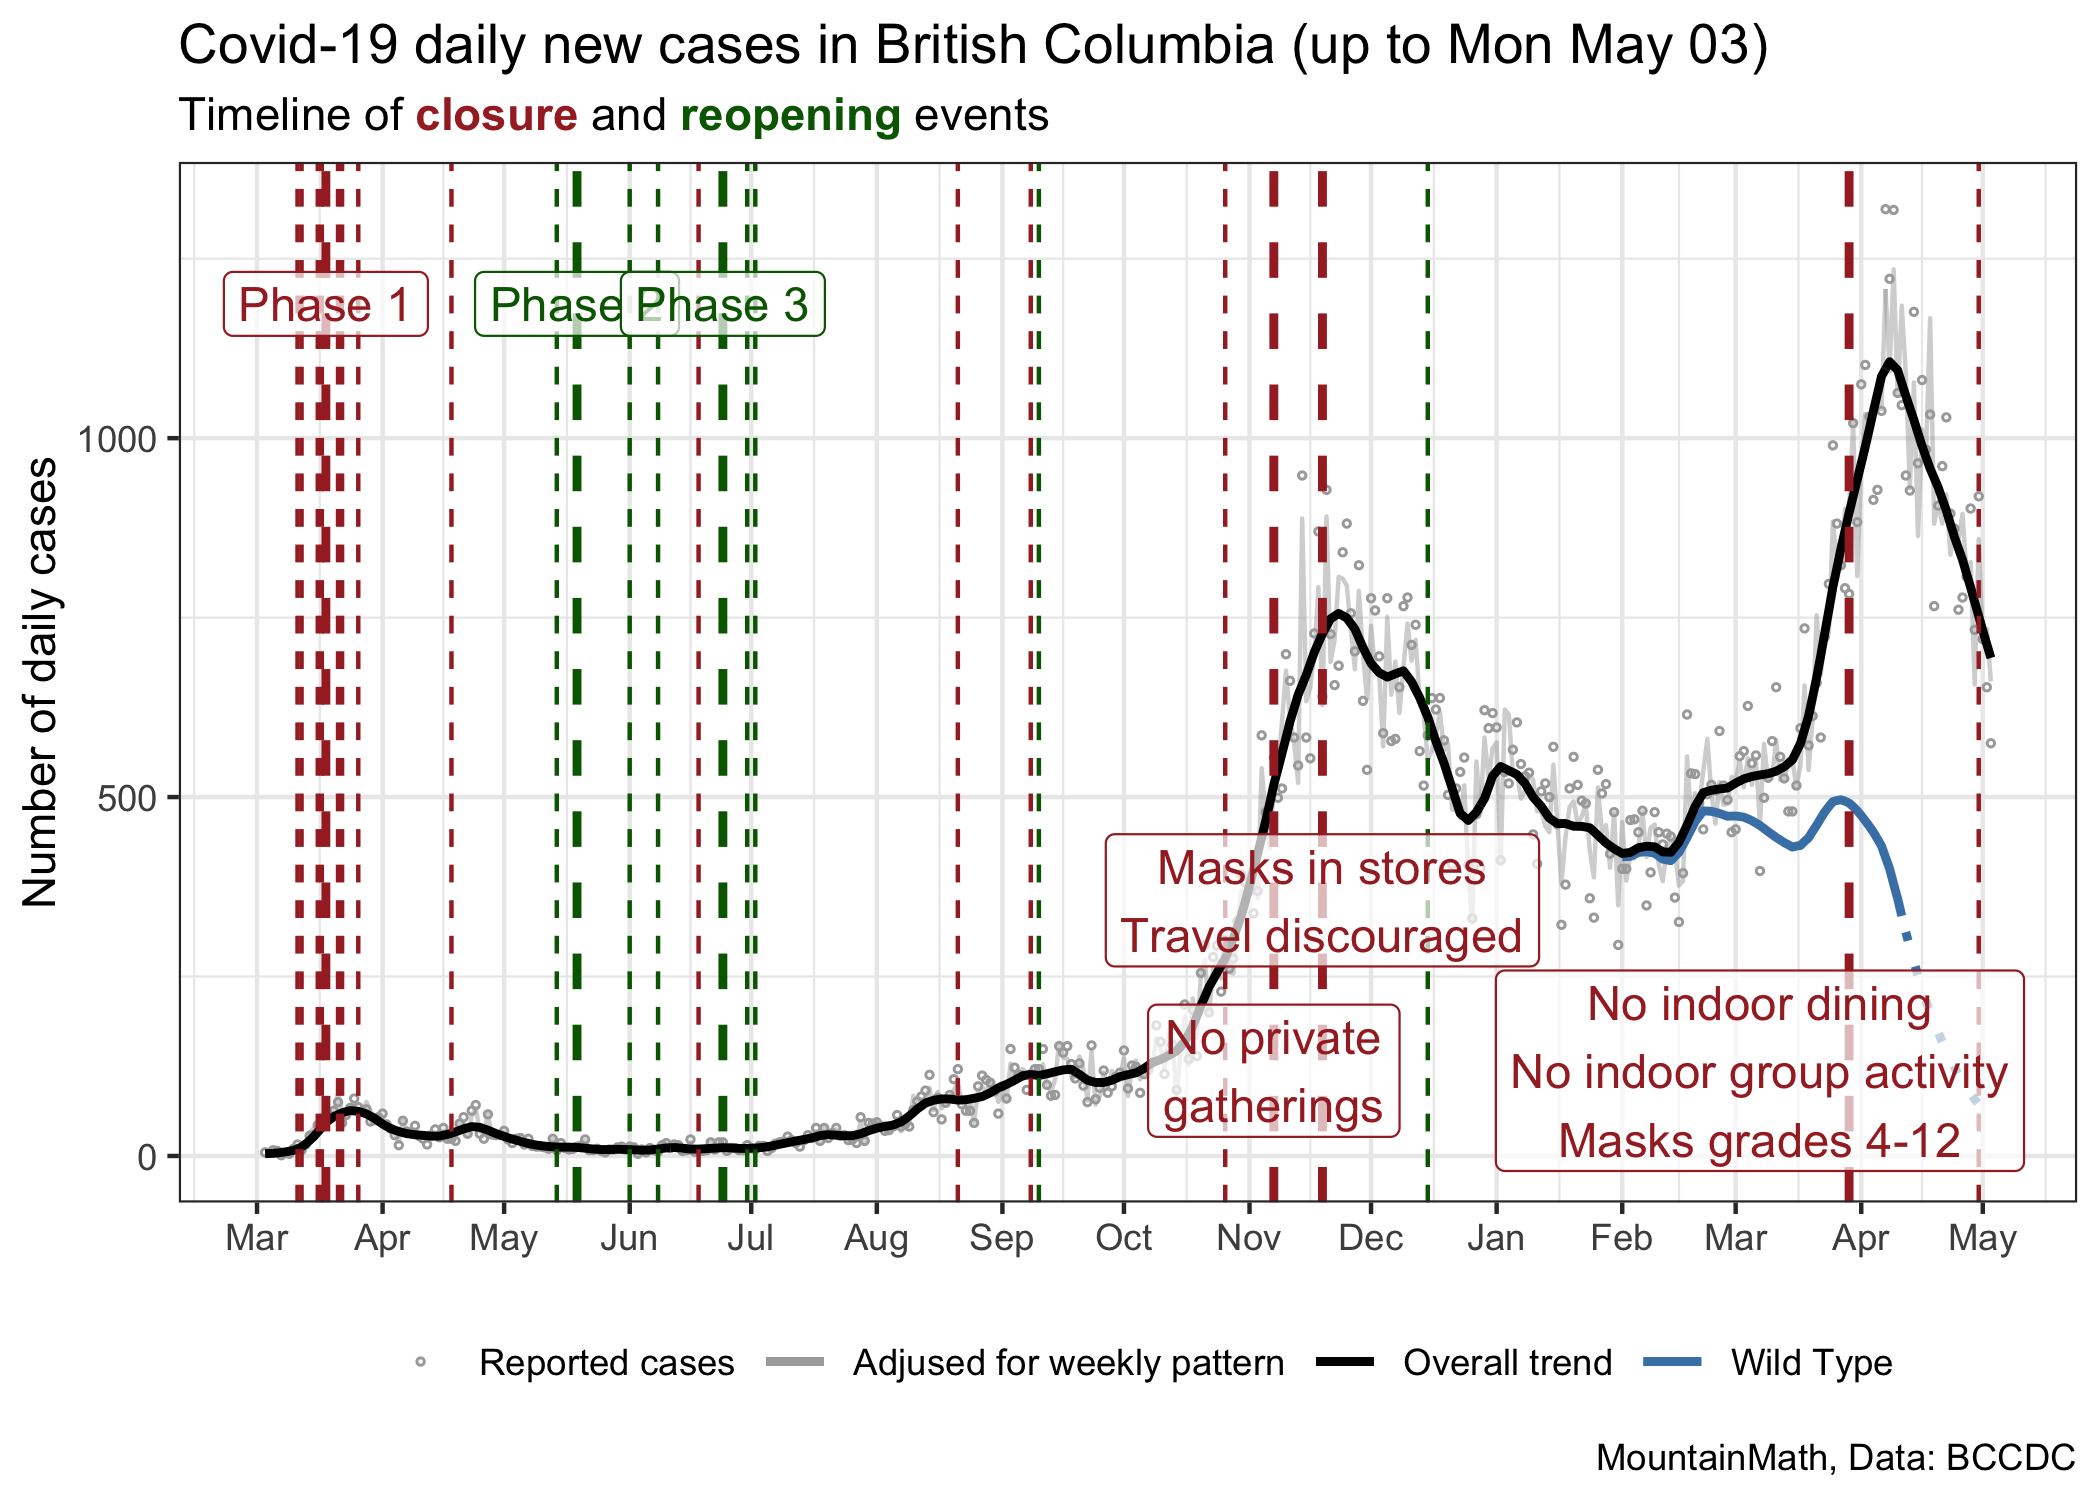 Covid-19 daily new cases in British Columbia (up to Mon May 03)
Timeline of closure and reopening events
Number of daily cases
1000
500
0
Phase 1
Phase
Phase 3
Masks in stores
Travel discouraged
No private
gatherings
No indoor dining
No indoor group activity
Masks grades 4-12
Mar Apr May Jun Jul Aug Sep Oct Nov Dec Jan Feb Mar Apr May
Reported cases Adjused for weekly pattern Overall trend Wild Type
MountainMath, Data: BCCDC